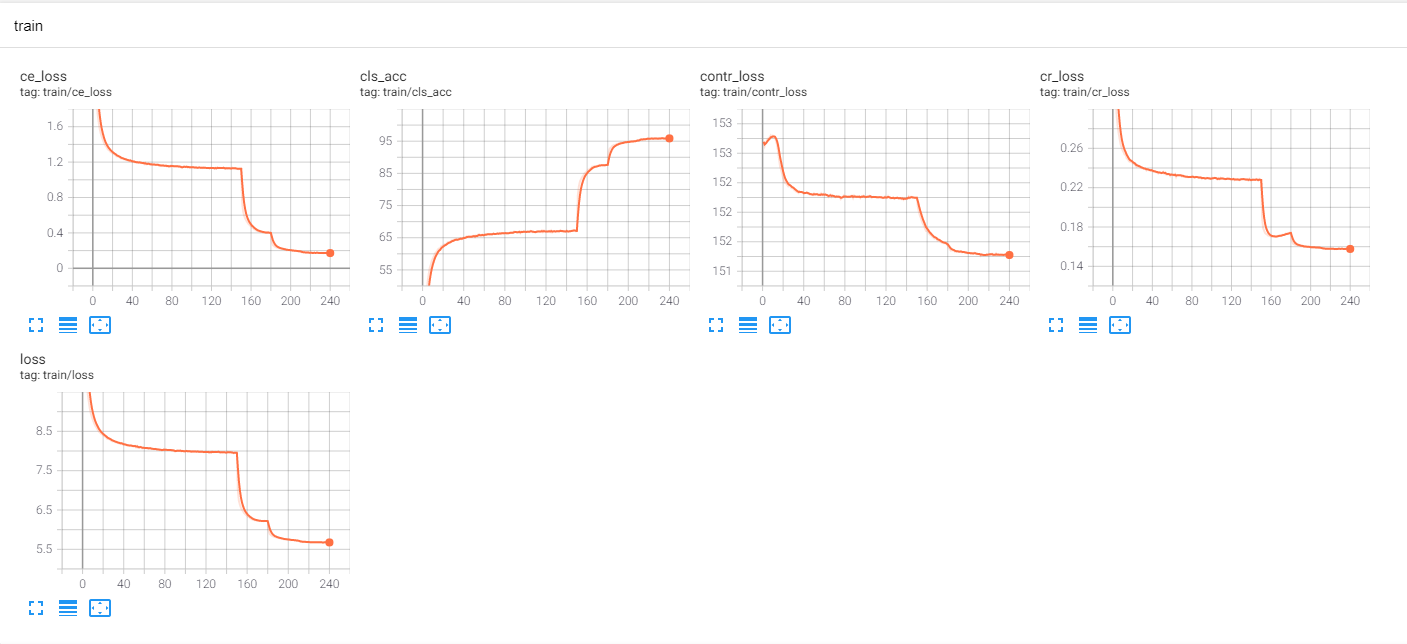 train
ce_loss
tag: train/ce_loss
1.6
1.2
0.8
0.4
0
0 40 80 120 160 200 240
cls_acc
tag: train/cls_acc
95
85
75
65
55
0 40 80 120 160 200 240
contr_loss
tag: train/contr_loss
153
153
152
152
152
151
0 40 80 120 160 200 240
cr_loss
tag: train/cr_loss
0.26
0.22
0.18
0.14
0 40 80 120 160 200 240
loss
tag: train/loss
8.5
7.5
6.5
5.5
0 40 80 120 160 200 240